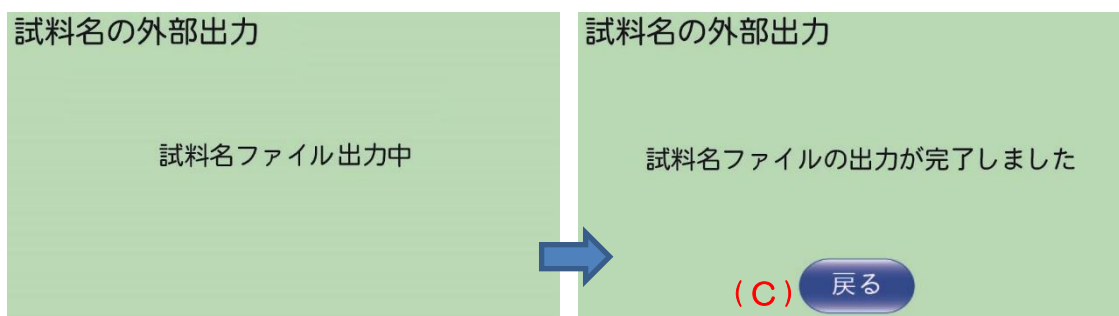 試料名の外部出力
試料名ファイル出力中
試料名の外部出力
試料名ファイルの出力が完了しました
(C)
戻る